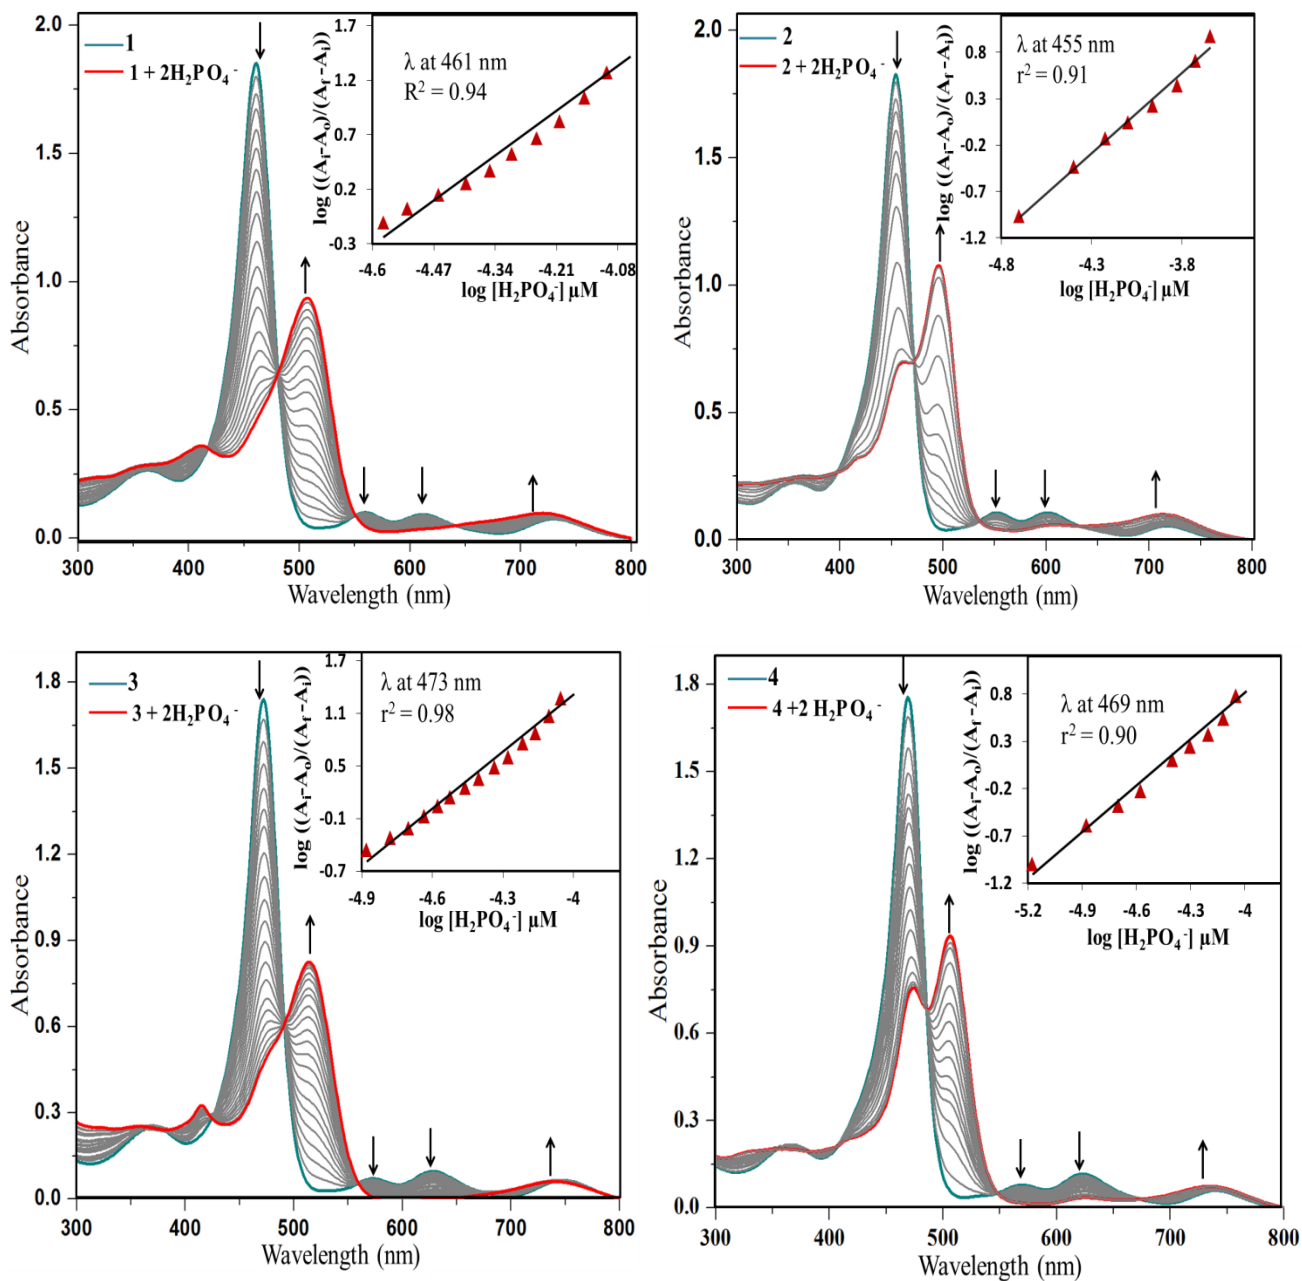 1
1 + 2H₂PO₄⁻
λ at 461 nm
R² = 0.94
log ((Aᵢ-A₀)/(A_f-Aᵢ))
1.7
1.2
0.7
0.2
-0.3
-4.6 -4.47 -4.34 -4.21 -4.08
log [H₂PO₄⁻] µM
Absorbance
2.0
1.5
1.0
0.5
0.0
300 400 500 600 700 800
Wavelength (nm)
2
2 + 2H₂PO₄⁻
λ at 455 nm
r² = 0.91
log ((Aᵢ-A₀)/(A_f-Aᵢ))
0.8
0.3
-0.2
-0.7
-1.2
-4.8 -4.3 -3.8
log [H₂PO₄⁻] µM
Absorbance
2.0
1.5
1.0
0.5
0.0
300 400 500 600 700 800
Wavelength (nm)
3
3 + 2H₂PO₄⁻
λ at 473 nm
r² = 0.98
log ((Aᵢ-A₀)/(A_f-Aᵢ))
1.7
1.1
0.5
-0.1
-0.7
-4.9 -4.6 -4.3 -4
log [H₂PO₄⁻] µM
Absorbance
1.8
1.5
1.2
0.9
0.6
0.3
0.0
300 400 500 600 700 800
Wavelength (nm)
4
4 +2 H₂PO₄⁻
λ at 469 nm
r² = 0.90
log ((Aᵢ-A₀)/(A_f-Aᵢ))
0.8
0.3
-0.2
-0.7
-1.2
-5.2 -4.9 -4.6 -4.3 -4
log [H₂PO₄⁻] µM
Absorbance
1.8
1.5
1.2
0.9
0.6
0.3
0.0
300 400 500 600 700 800
Wavelength (nm)